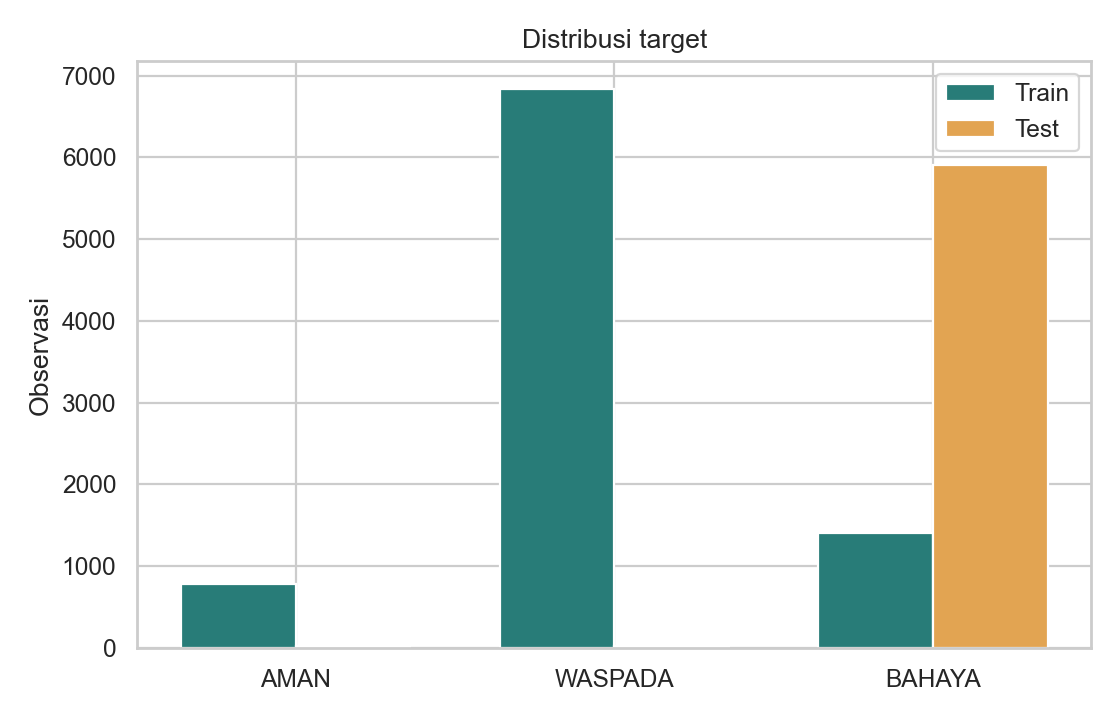 Distribusi target
Train
Test
Observasi
7000
6000
5000
4000
3000
2000
1000
0
AMAN
WASPADA
BAHAYA